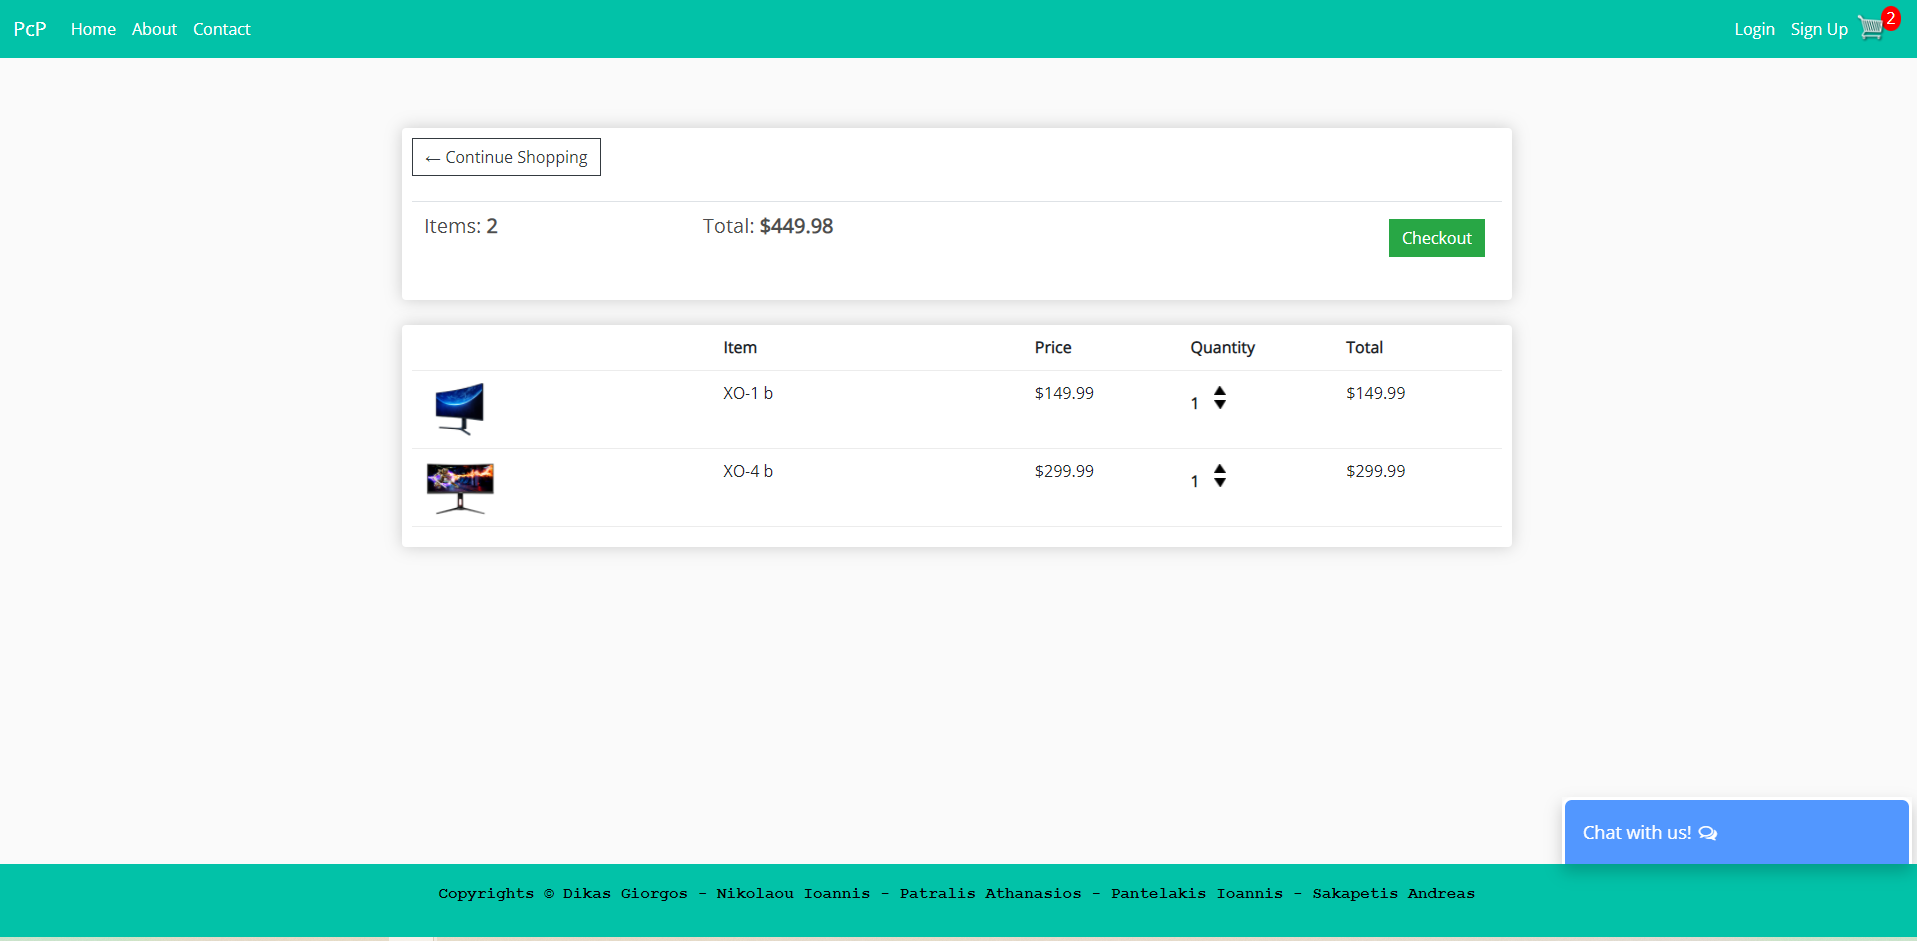 PcP Home About Contact Login Sign Up 2
← Continue Shopping
Items: 2 Total: $449.98 Checkout
Item Price Quantity Total
XO-1 b $149.99 1 $149.99
XO-4 b $299.99 1 $299.99
Chat with us!
Copyrights © Dikas Giorgos - Nikolaou Ioannis - Patralis Athanasios - Pantelakis Ioannis - Sakapetis Andreas